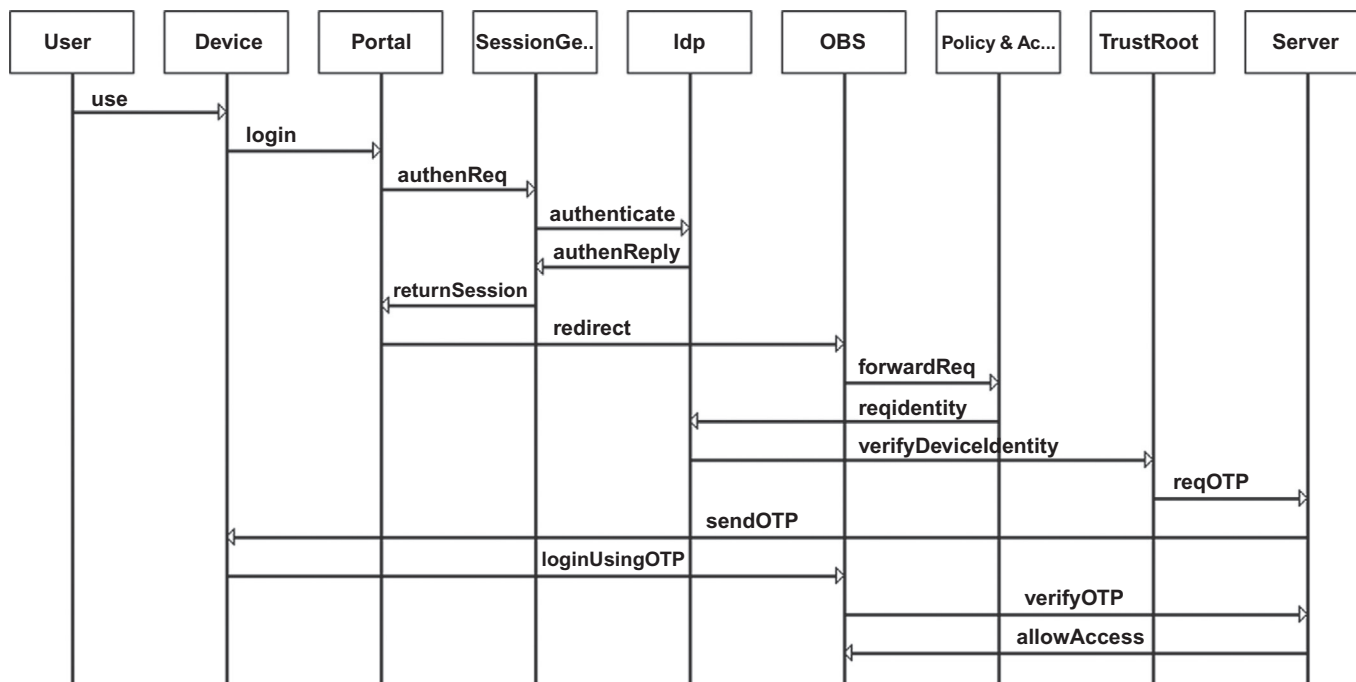 User
Device
Portal
SessionGe..
Idp
OBS
Policy & Ac...
TrustRoot
Server
use
login
authenReq
authenticate
authenReply
returnSession
redirect
forwardReq
reqidentity
verifyDeviceIdentity
reqOTP
sendOTP
loginUsingOTP
verifyOTP
allowAccess